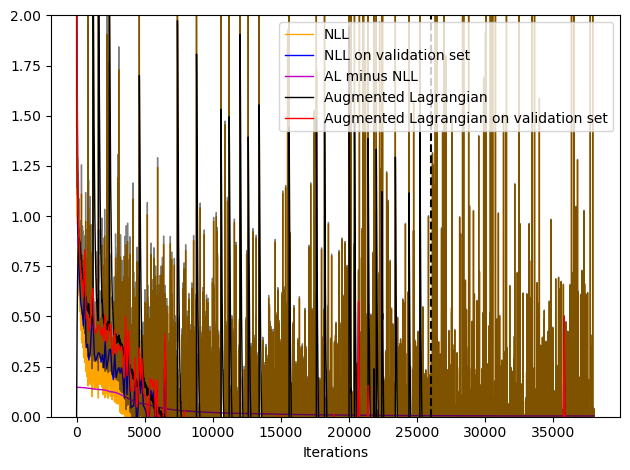 2.00
1.75
1.50
1.25
1.00
0.75
0.50
0.25
0.00
NLL
NLL on validation set
AL minus NLL
Augmented Lagrangian
Augmented Lagrangian on validation set
0 5000 10000 15000 20000 25000 30000 35000
Iterations